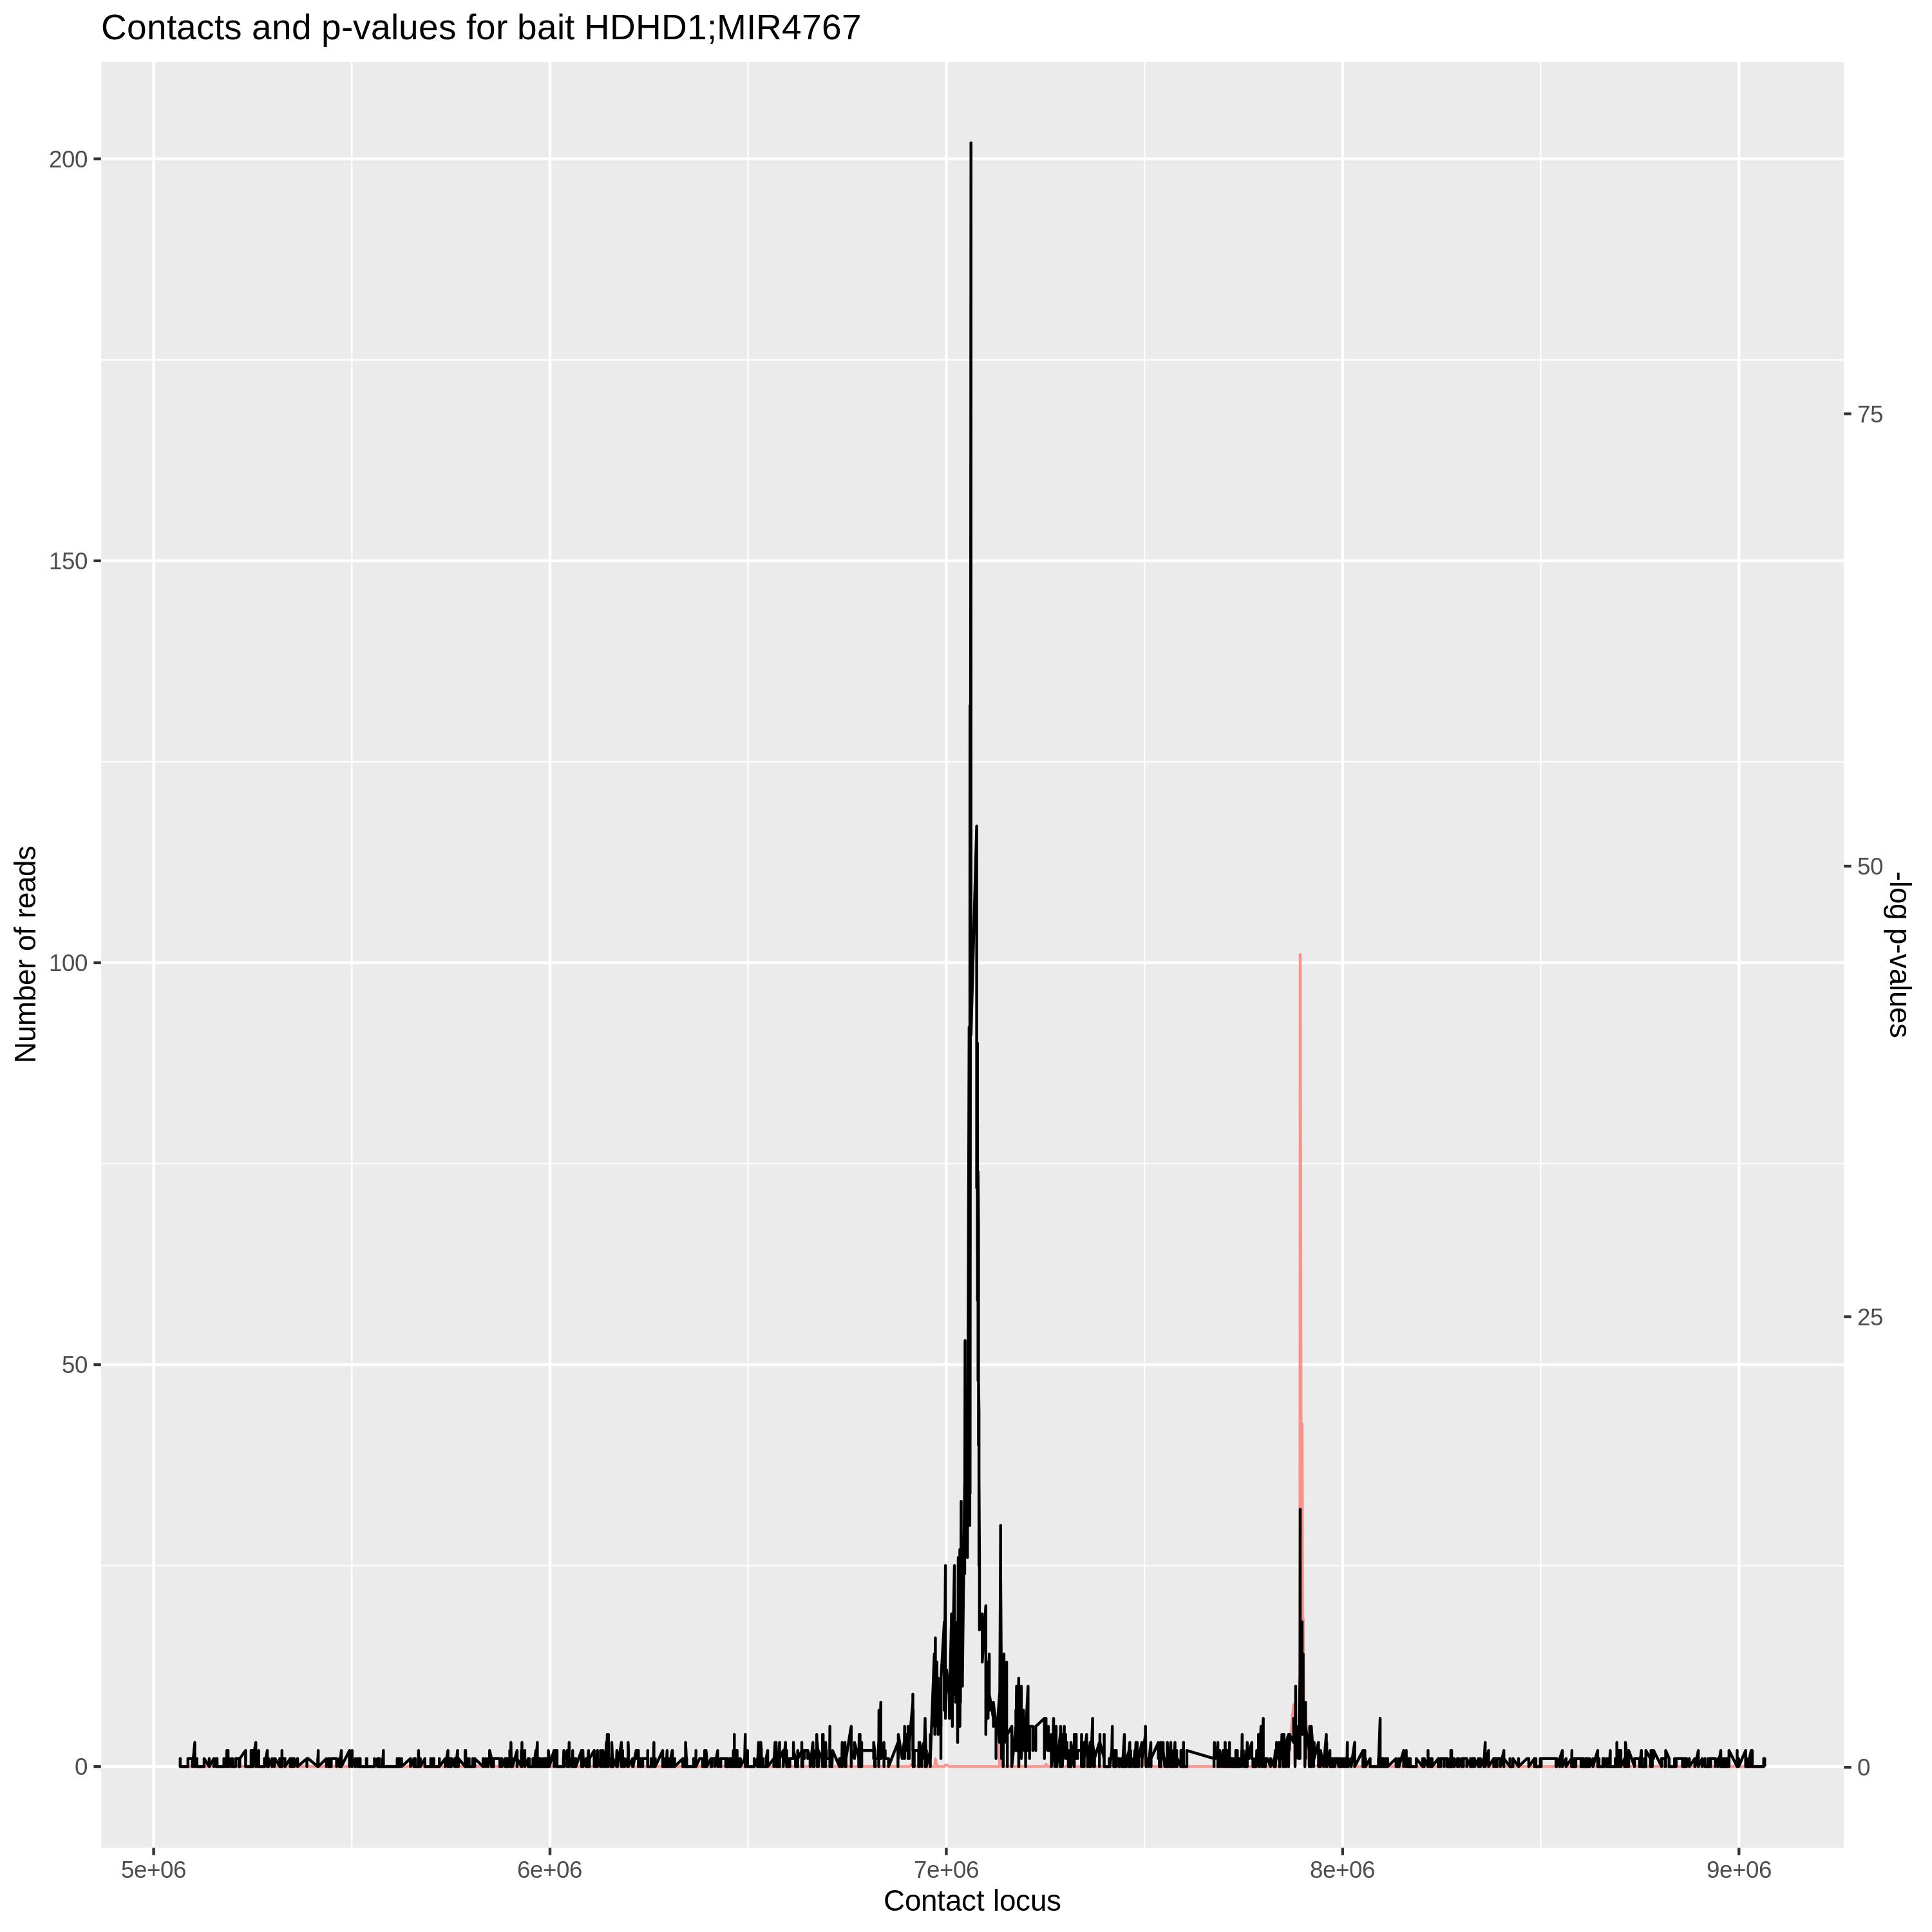 Contacts and p-values for bait HDHD1;MIR4767
200
150
100
50
0
Number of reads
75
50
25
0
-log p-values
5e+06 6e+06 7e+06 8e+06 9e+06
Contact locus